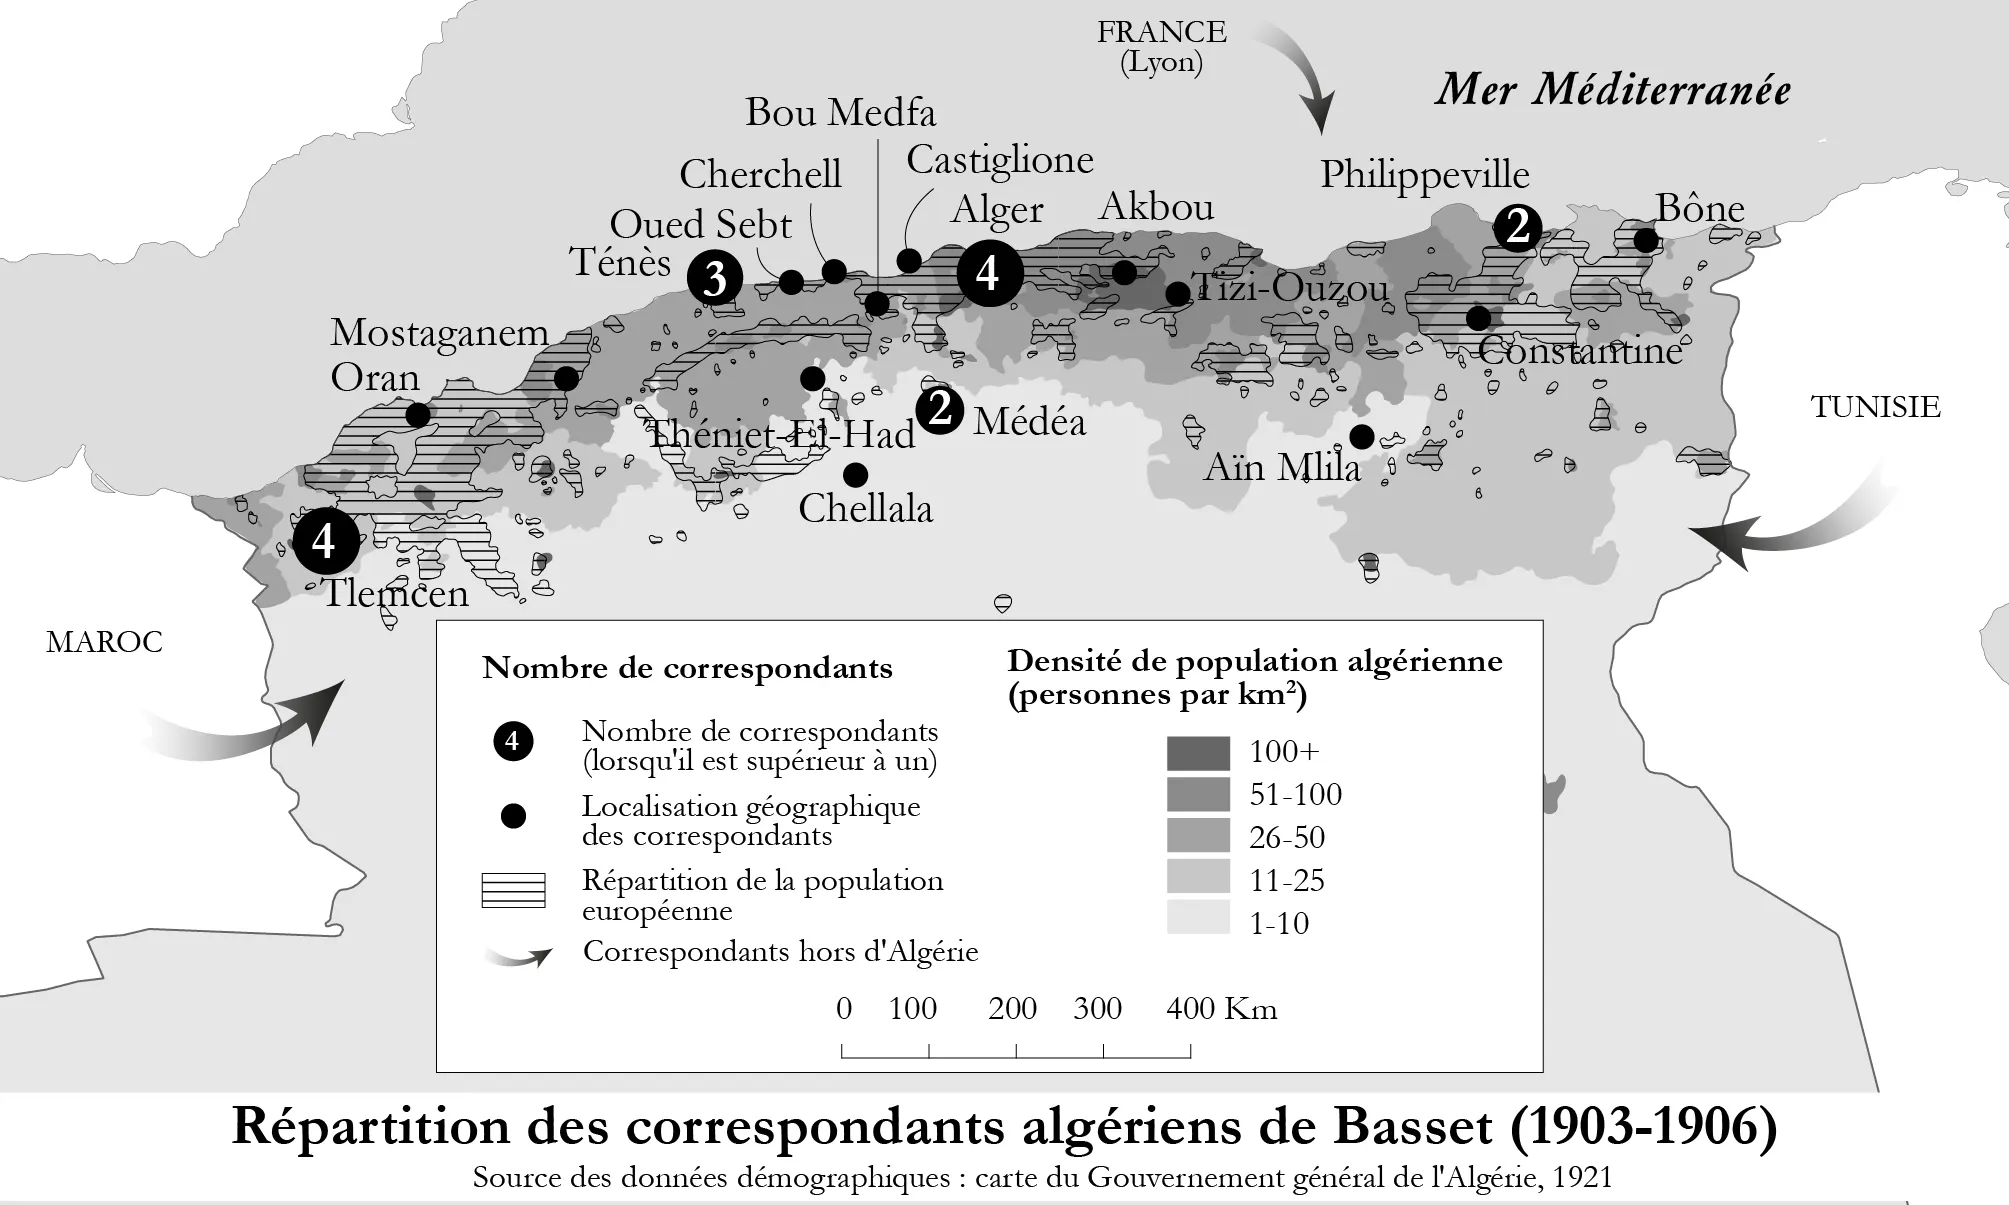 FRANCE
(Lyon)
Mer Méditerranée
Bou Medfa
Castiglione
Cherchell
Philippeville
Alger
Akbou
Bône
Oued Sebt
Ténès
3
4
2
Tizi-Ouzou
Mostaganem
Constantine
Oran
TUNISIE
2
Médéa
Théniet-El-Had
Aïn Mlila
Chellala
4
Tlemcen
MAROC
Nombre de correspondants
4
Nombre de correspondants
(lorsqu'il est supérieur à un)
Localisation géographique
des correspondants
Répartition de la population
européenne
Correspondants hors d'Algérie
Densité de population algérienne
(personnes par km²)
100+
51-100
26-50
11-25
1-10
0 100 200 300 400 Km
Répartition des correspondants algériens de Basset (1903-1906)
Source des données démographiques : carte du Gouvernement général de l'Algérie, 1921